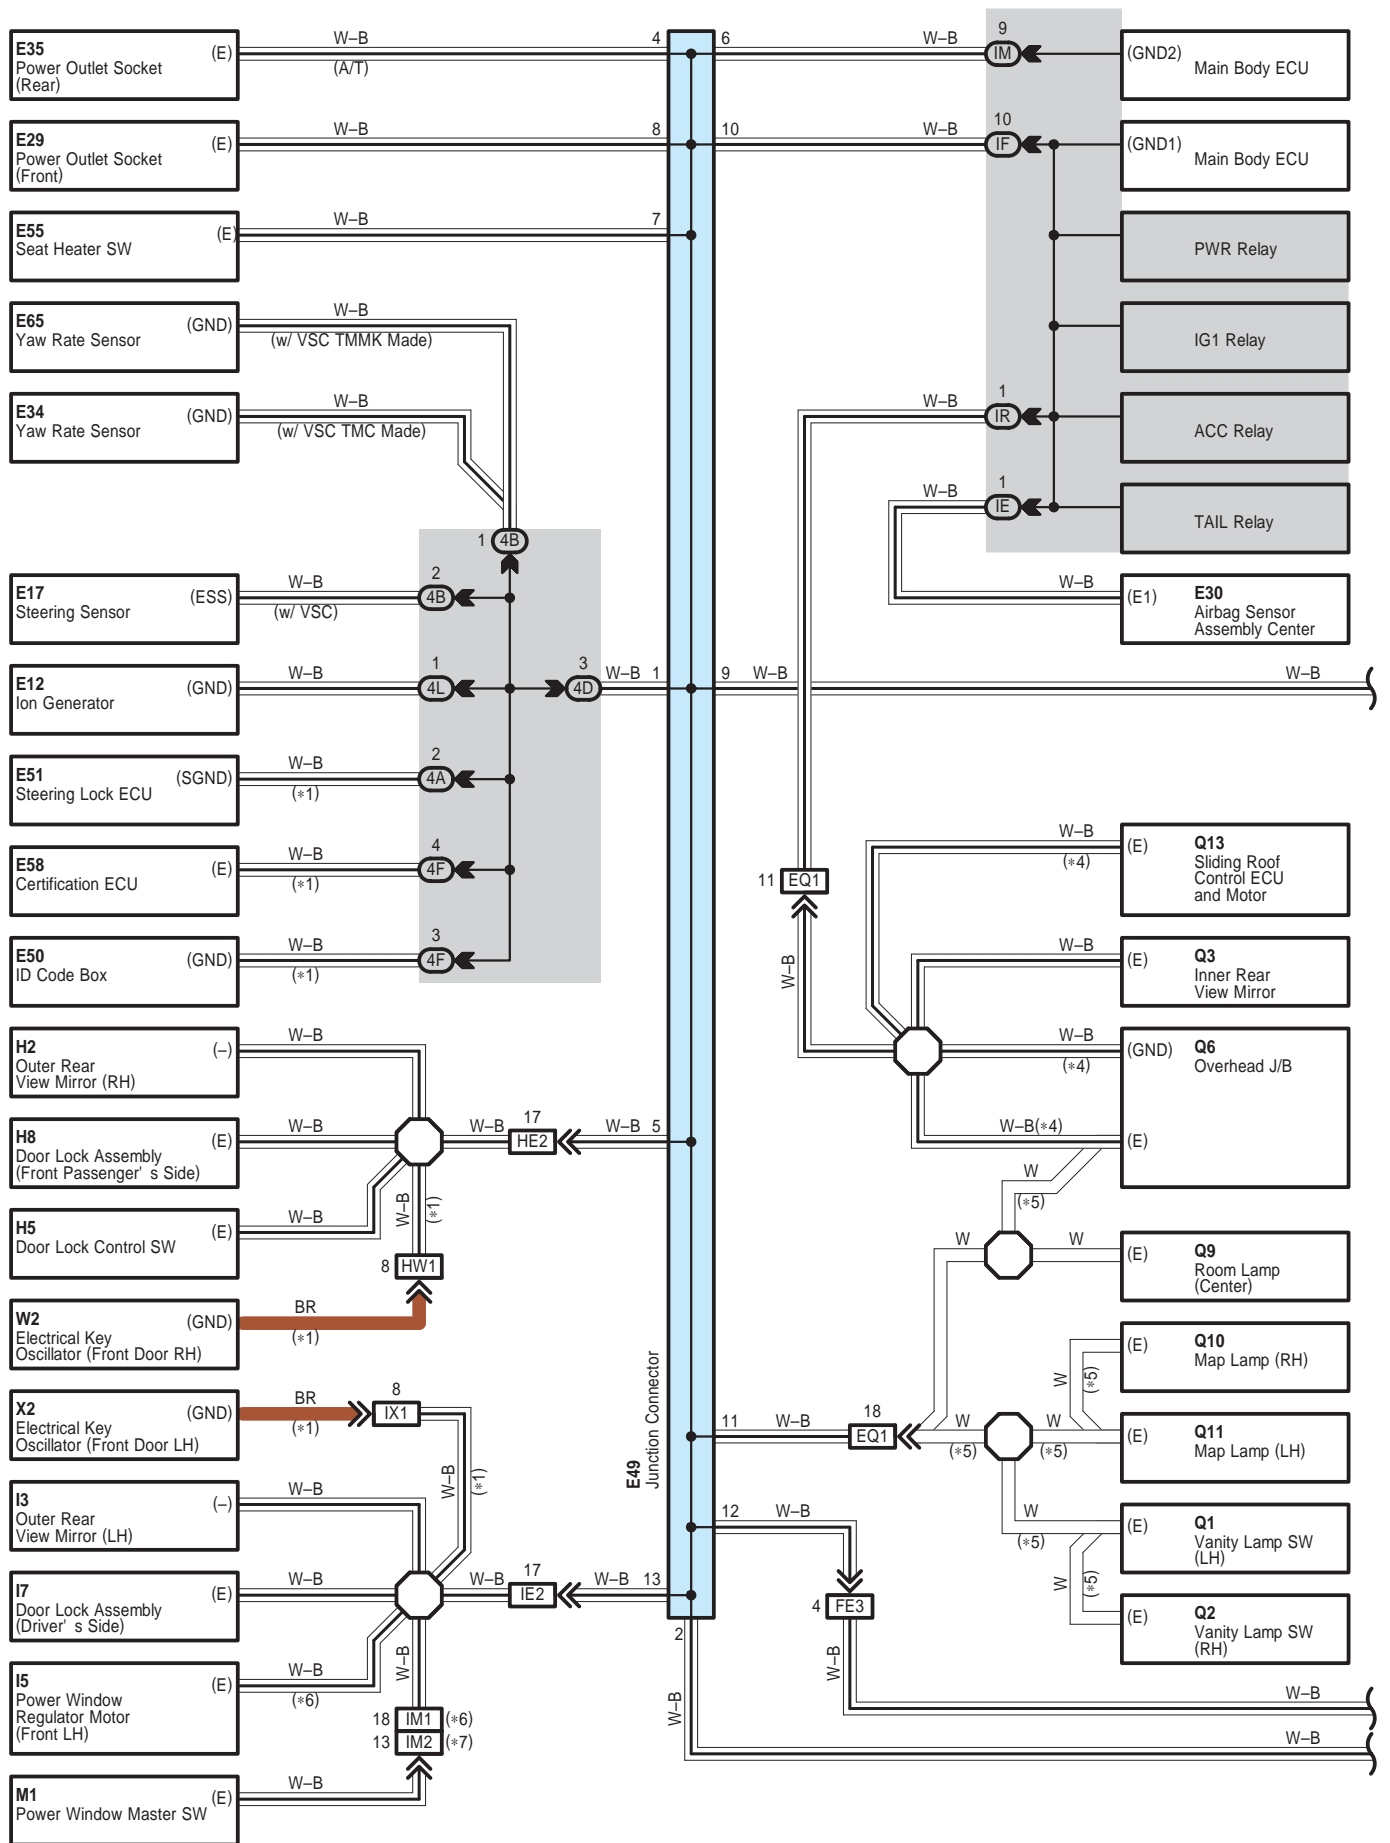 E35
(E)
Power Outlet Socket
(Rear)
W–B
(A/T)
4
6
W–B
9
IM
(GND2)
Main Body ECU
E29
(E)
Power Outlet Socket
(Front)
W–B
8
10
W–B
10
IF
(GND1)
Main Body ECU
E55
(E)
Seat Heater SW
W–B
7
PWR Relay
E65
(GND)
Yaw Rate Sensor
W–B
(w/ VSC TMMK Made)
IG1 Relay
E34
(GND)
Yaw Rate Sensor
W–B
(w/ VSC TMC Made)
W–B
1
IR
ACC Relay
W–B
1
IE
TAIL Relay
1
4B
E17
(ESS)
Steering Sensor
W–B
(w/ VSC)
2
4B
W–B
(E1)
E30
Airbag Sensor
Assembly Center
E12
(GND)
Ion Generator
W–B
1
4L
3
4D
W–B
1
9
W–B
W–B
E51
(SGND)
Steering Lock ECU
W–B
(∗1)
2
4A
E58
(E)
Certification ECU
W–B
(∗1)
4
4F
11
EQ1
W–B
(∗4)
(E)
Q13
Sliding Roof
Control ECU
and Motor
E50
(GND)
ID Code Box
W–B
(∗1)
3
4F
W–B
W–B
(E)
Q3
Inner Rear
View Mirror
H2
(–)
Outer Rear
View Mirror (RH)
W–B
W–B
(∗4)
(GND)
Q6
Overhead J/B
H8
(E)
Door Lock Assembly
(Front Passenger' s Side)
W–B
W–B
17
HE2
W–B
5
W–B(∗4)
(E)
W
(∗5)
H5
(E)
Door Lock Control SW
W–B
W–B
(∗1)
8
HW1
W
W
(E)
Q9
Room Lamp
(Center)
W2
(GND)
Electrical Key
Oscillator (Front Door RH)
BR
(∗1)
(E)
Q10
Map Lamp (RH)
W
(∗5)
X2
(GND)
Electrical Key
Oscillator (Front Door LH)
BR
(∗1)
8
IX1
W–B
(∗1)
E49
Junction Connector
11
W–B
18
EQ1
W
(∗5)
W
(∗5)
(E)
Q11
Map Lamp (LH)
I3
(–)
Outer Rear
View Mirror (LH)
W–B
12
W–B
W
(∗5)
(E)
Q1
Vanity Lamp SW
(LH)
I7
(E)
Door Lock Assembly
(Driver' s Side)
W–B
W–B
17
IE2
W–B
13
4
FE3
W
(∗5)
(E)
Q2
Vanity Lamp SW
(RH)
I5
(E)
Power Window
Regulator Motor
(Front LH)
W–B
(∗6)
W–B
18
IM1
(∗6)
13
IM2
(∗7)
2
W–B
W–B
W–B
W–B
M1
(E)
Power Window Master SW
W–B